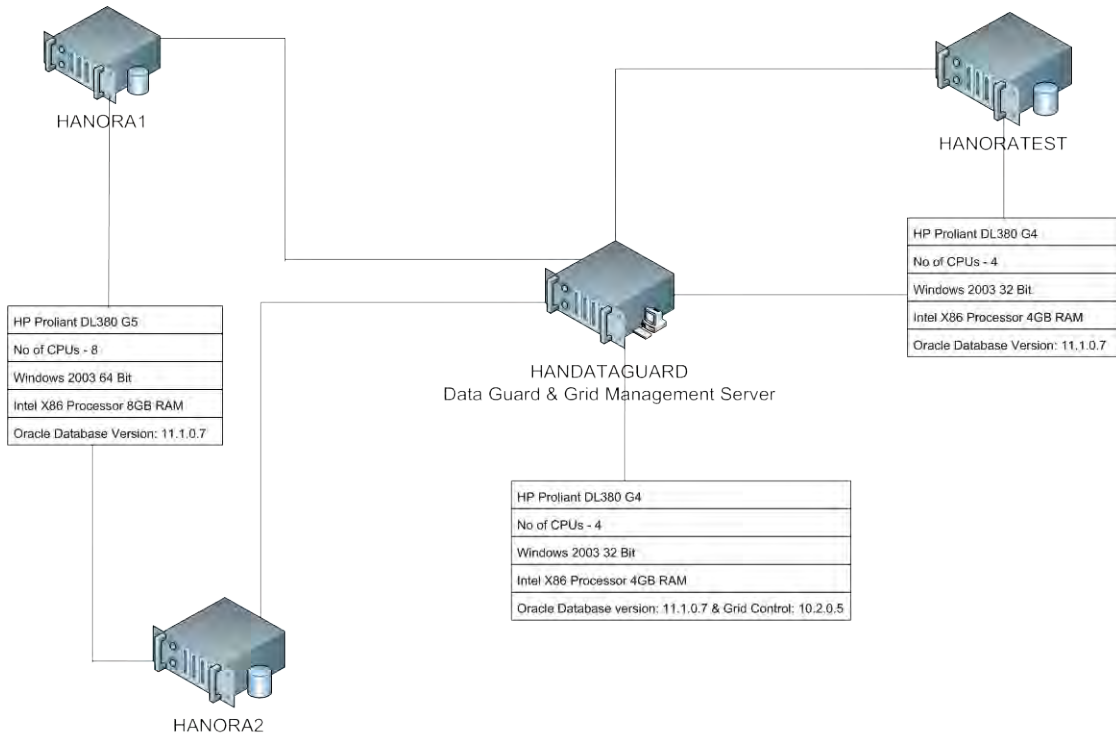 HANORA1
HANORATEST
HP Proliant DL380 G4
No of CPUs - 4
Windows 2003 32 Bit
Intel X86 Processor 4GB RAM
Oracle Database Version: 11.1.0.7
HP Proliant DL380 G5
No of CPUs - 8
Windows 2003 64 Bit
Intel X86 Processor 8GB RAM
Oracle Database Version: 11.1.0.7
HANDATAGUARD
Data Guard & Grid Management Server
HP Proliant DL380 G4
No of CPUs - 4
Windows 2003 32 Bit
Intel X86 Processor 4GB RAM
Oracle Database version: 11.1.0.7 & Grid Control: 10.2.0.5
HANORA2